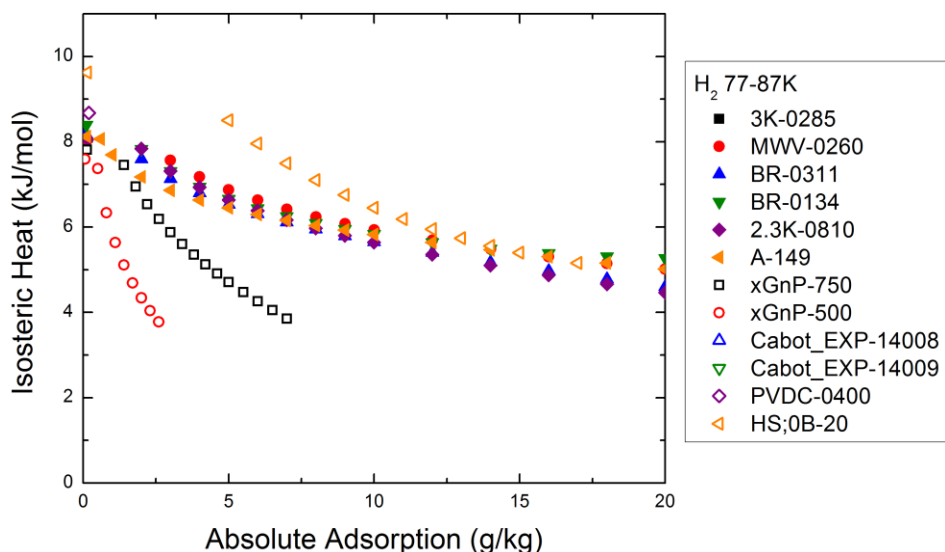 10
8
6
4
2
0
Isosteric Heat (kJ/mol)
0
5
10
15
20
Absolute Adsorption (g/kg)
H₂ 77-87K
3K-0285
MWV-0260
BR-0311
BR-0134
2.3K-0810
A-149
xGnP-750
xGnP-500
Cabot_EXP-14008
Cabot_EXP-14009
PVDC-0400
HS;0B-20